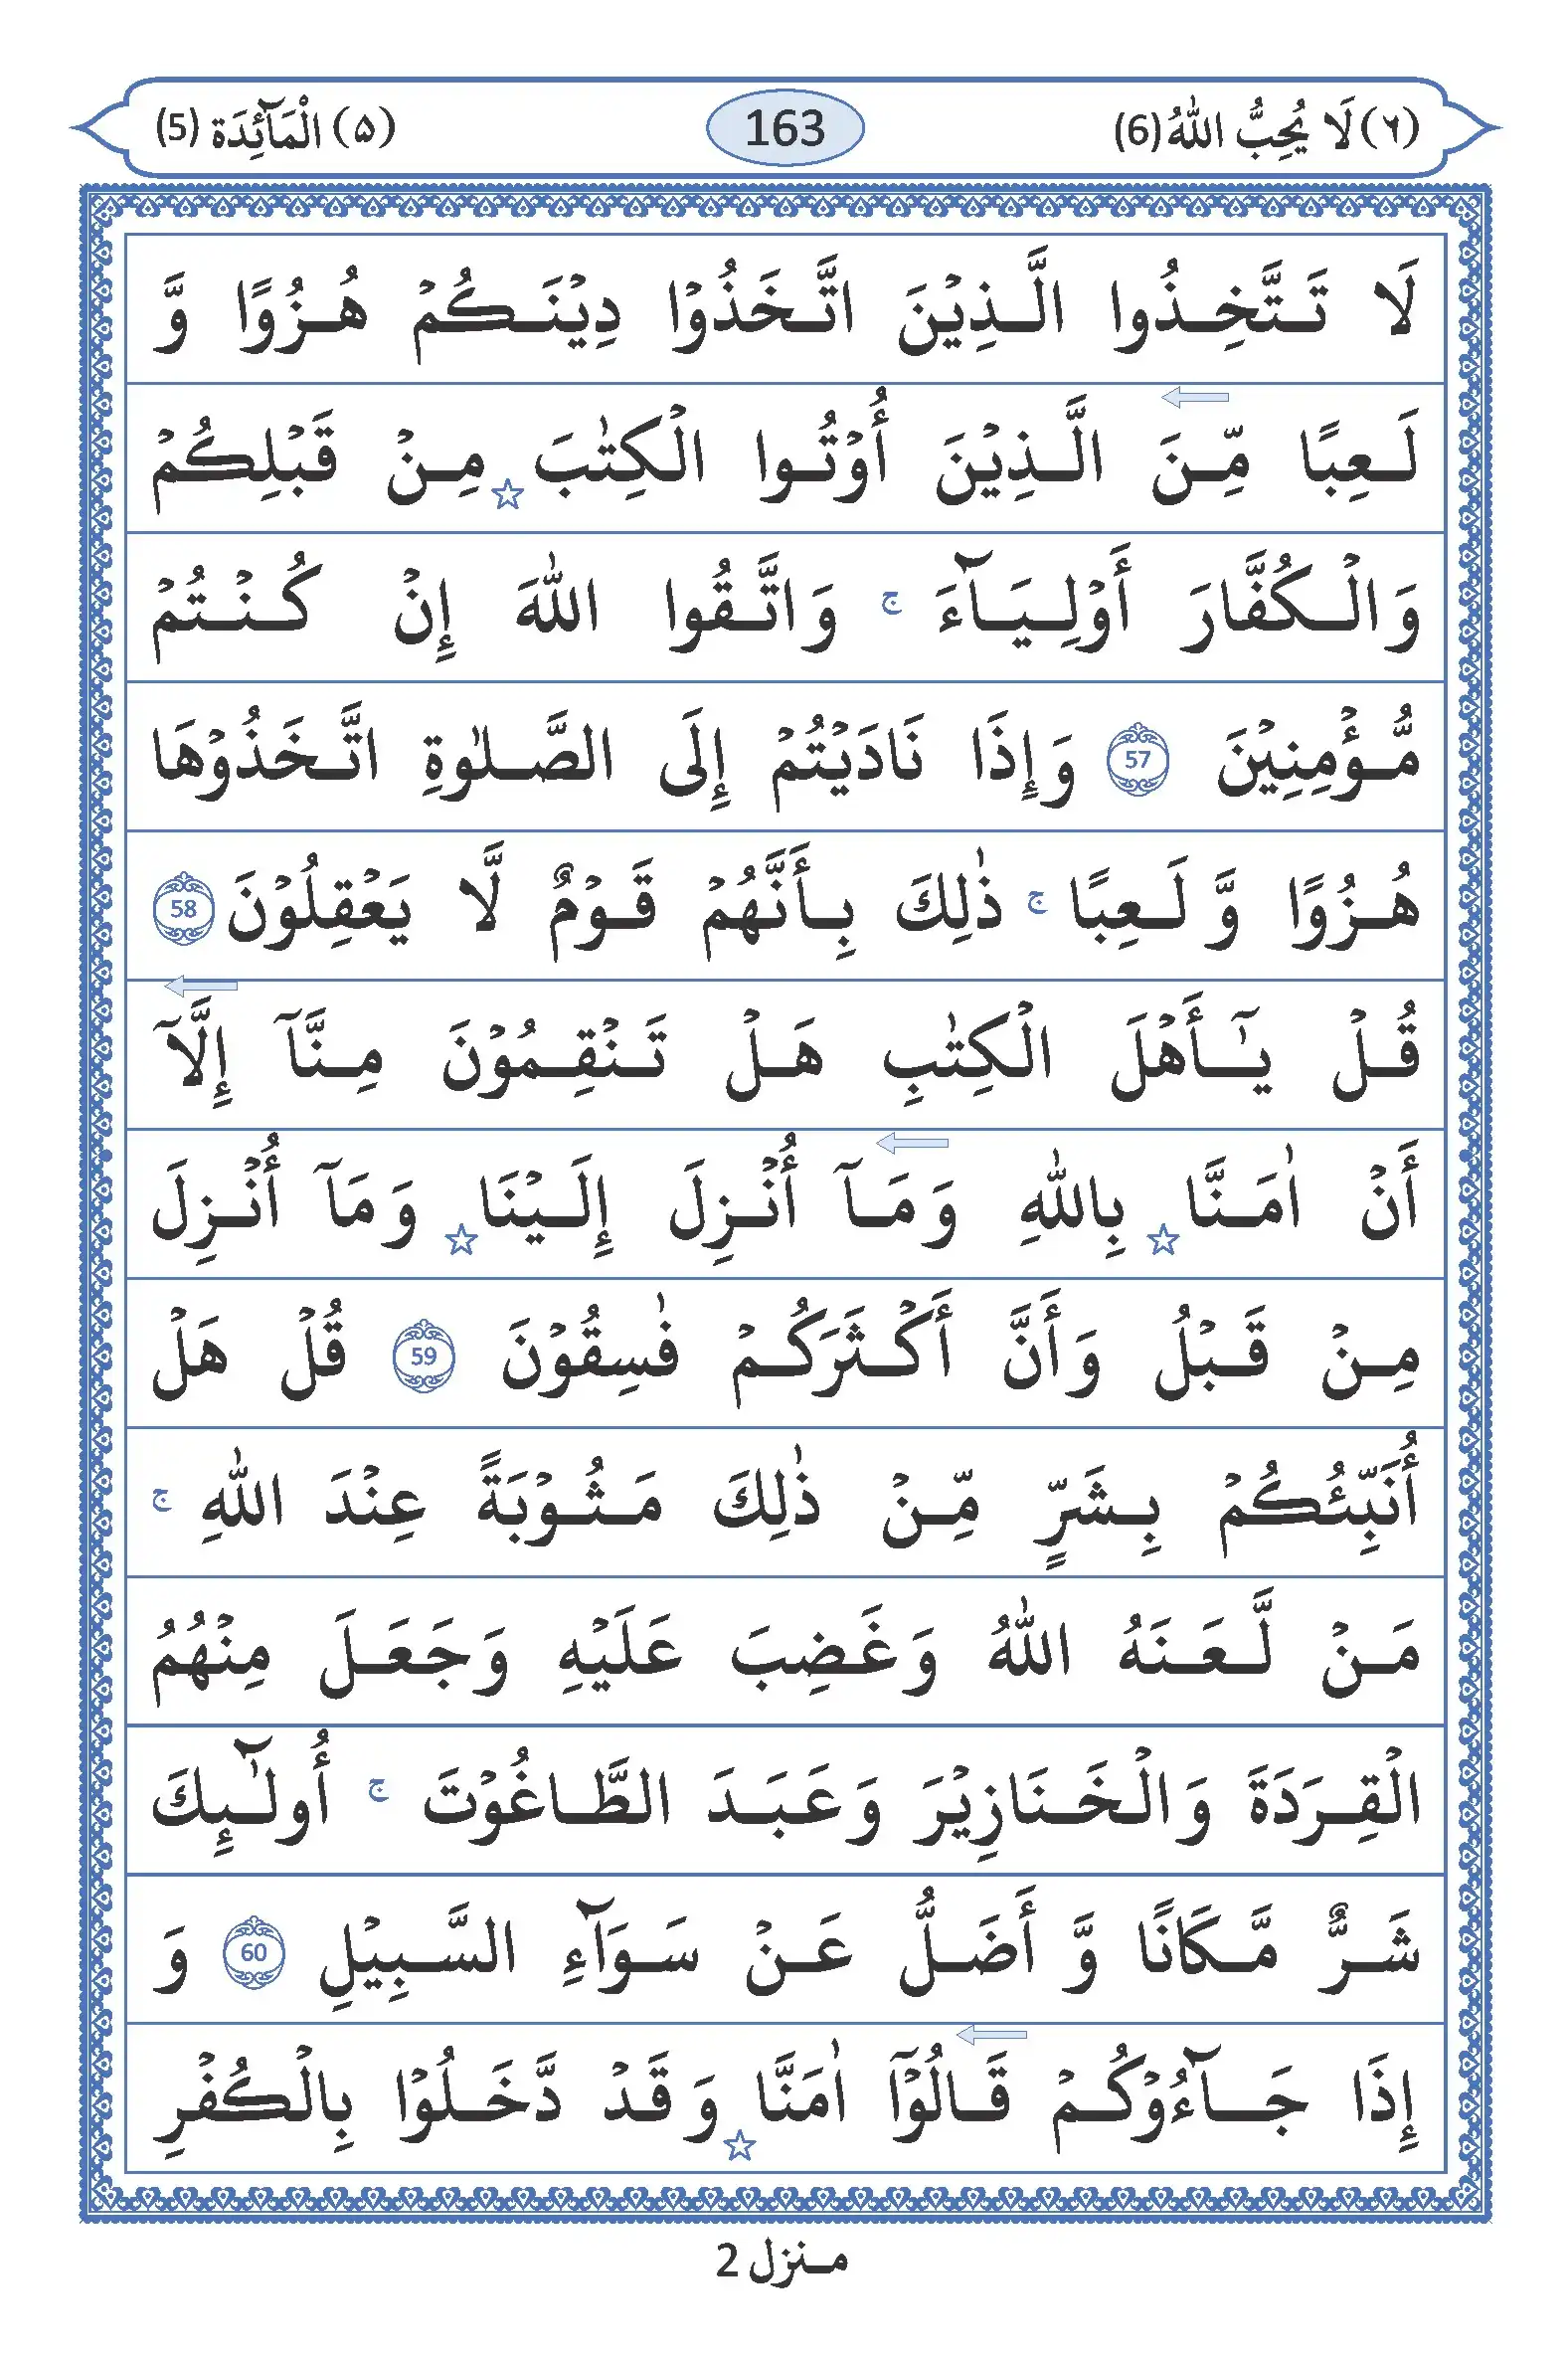 (٦) لَا يُحِبُّ اللّٰهُ (6) 163 (۵) الْمَآئِدَة (5)
لَا تَتَّخِذُوا الَّذِيْنَ اتَّخَذُوْا دِيْنَكُمْ هُزُوًا وَّ
لَعِبًا مِّنَ الَّذِيْنَ أُوْتُوا الْكِتٰبَ ☆ مِنْ قَبْلِكُمْ
وَالْكُفَّارَ أَوْلِيَآءَ ۚ وَاتَّقُوا اللّٰهَ إِنْ كُنْتُمْ
مُّؤْمِنِيْنَ 57 وَإِذَا نَادَيْتُمْ إِلَى الصَّلٰوةِ اتَّخَذُوْهَا
هُزُوًا وَّلَعِبًا ۚ ذٰلِكَ بِأَنَّهُمْ قَوْمٌ لَّا يَعْقِلُوْنَ 58
قُلْ يٰٓأَهْلَ الْكِتٰبِ هَلْ تَنْقِمُوْنَ مِنَّآ إِلَّآ
أَنْ اٰمَنَّا ☆ بِاللّٰهِ وَمَآ أُنْزِلَ إِلَيْنَا ☆ وَمَآ أُنْزِلَ
مِنْ قَبْلُ وَأَنَّ أَكْثَرَكُمْ فٰسِقُوْنَ 59 قُلْ هَلْ
أُنَبِّئُكُمْ بِشَرٍّ مِّنْ ذٰلِكَ مَثُوْبَةً عِنْدَ اللّٰهِ ۚ
مَنْ لَّعَنَهُ اللّٰهُ وَغَضِبَ عَلَيْهِ وَجَعَلَ مِنْهُمُ
الْقِرَدَةَ وَالْخَنَازِيْرَ وَعَبَدَ الطَّاغُوْتَ ۚ أُولٰٓئِكَ
شَرٌّ مَّكَانًا وَّأَضَلُّ عَنْ سَوَآءِ السَّبِيْلِ 60 وَ
إِذَا جَآءُوْكُمْ قَالُوْٓا اٰمَنَّا ☆ وَقَدْ دَّخَلُوْا بِالْكُفْرِ
منزل 2